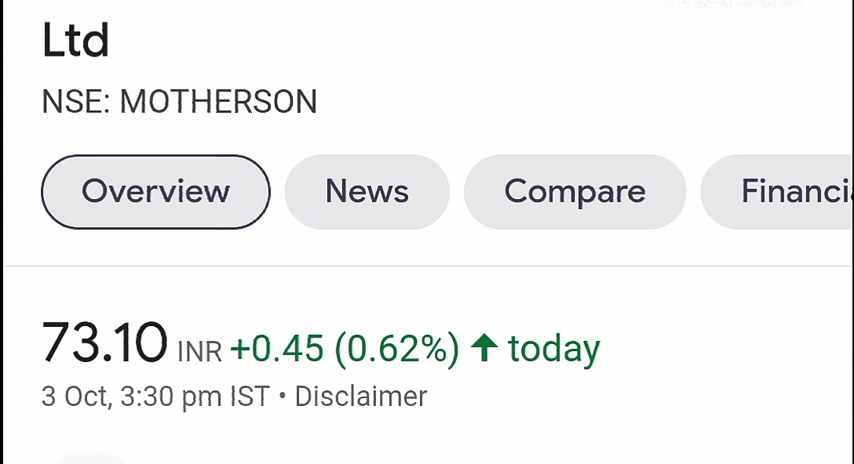 Ltd
NSE: MOTHERSON
Overview News Compare
73.10 INR +0.45 (0.62%) ↑ today
3 Oct, 3:30 pm IST • Disclaimer